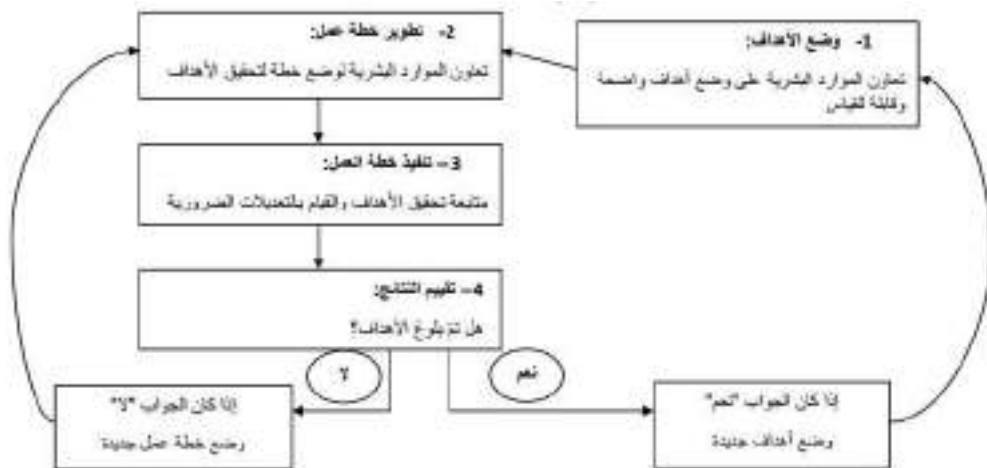 1- وضع الأهداف:
تعاون الموارد البشرية على وضع أهداف واضحة
وقابلة للقياس
2- تطوير خطة عمل:
تعاون الموارد البشرية لوضع خطة لتحقيق الأهداف
3– تنفيذ خطة العمل:
متابعة تحقيق الأهداف والقيام بالتعديلات الضرورية
4– تقييم النتائج:
هل تمّ بلوغ الأهداف؟
نعم
لا
إذا كان الجواب "نعم"
وضع أهداف جديدة
إذا كان الجواب "لا"
وضع خطة عمل جديدة